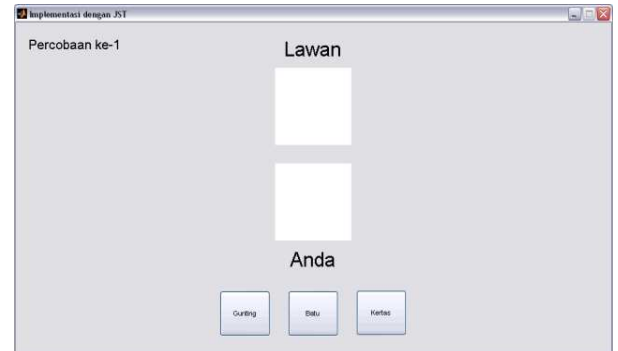 Implementasi dengan JST
Percobaan ke-1
Lawan
Anda
Gunting Batu Kertas